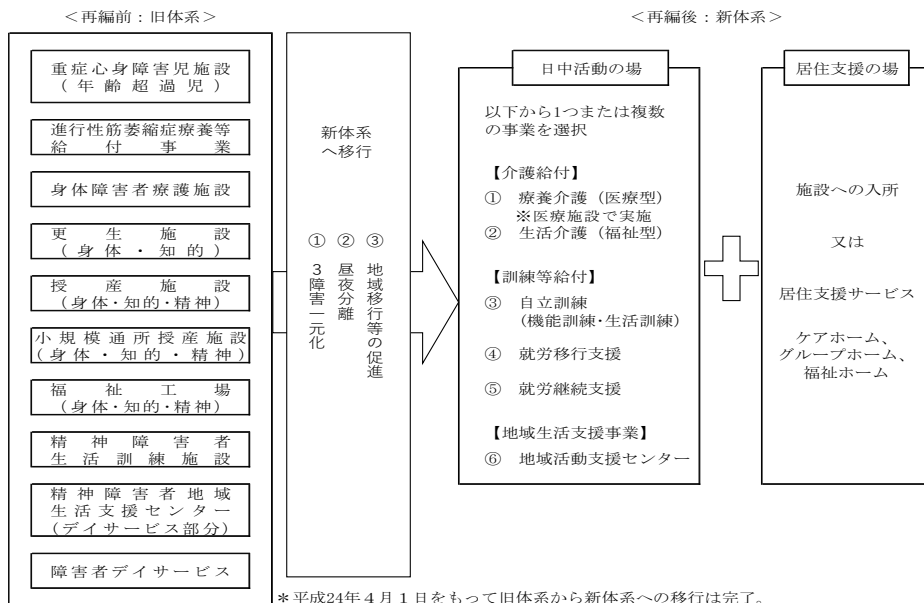 ＜再編前：旧体系＞
＜再編後：新体系＞
重症心身障害児施設
(年齢超過児)
進行性筋萎縮症療養等
給付事業
身体障害者療護施設
更生施設
(身体・知的)
授産施設
(身体・知的・精神)
小規模通所授産施設
(身体・知的・精神)
福祉工場
(身体・知的・精神)
精神障害者
生活訓練施設
精神障害者地域
生活支援センター
(デイサービス部分)
障害者デイサービス
新体系
へ移行
① 3障害一元化
② 昼夜分離
③ 地域移行等の促進
日中活動の場
以下から1つまたは複数
の事業を選択
【介護給付】
① 療養介護（医療型）
※医療施設で実施
② 生活介護（福祉型）
【訓練等給付】
③ 自立訓練
(機能訓練・生活訓練)
④ 就労移行支援
⑤ 就労継続支援
【地域生活支援事業】
⑥ 地域活動支援センター
居住支援の場
施設への入所
又は
居住支援サービス
ケアホーム、
グループホーム、
福祉ホーム
＊平成24年４月１日をもって旧体系から新体系への移行は完了。